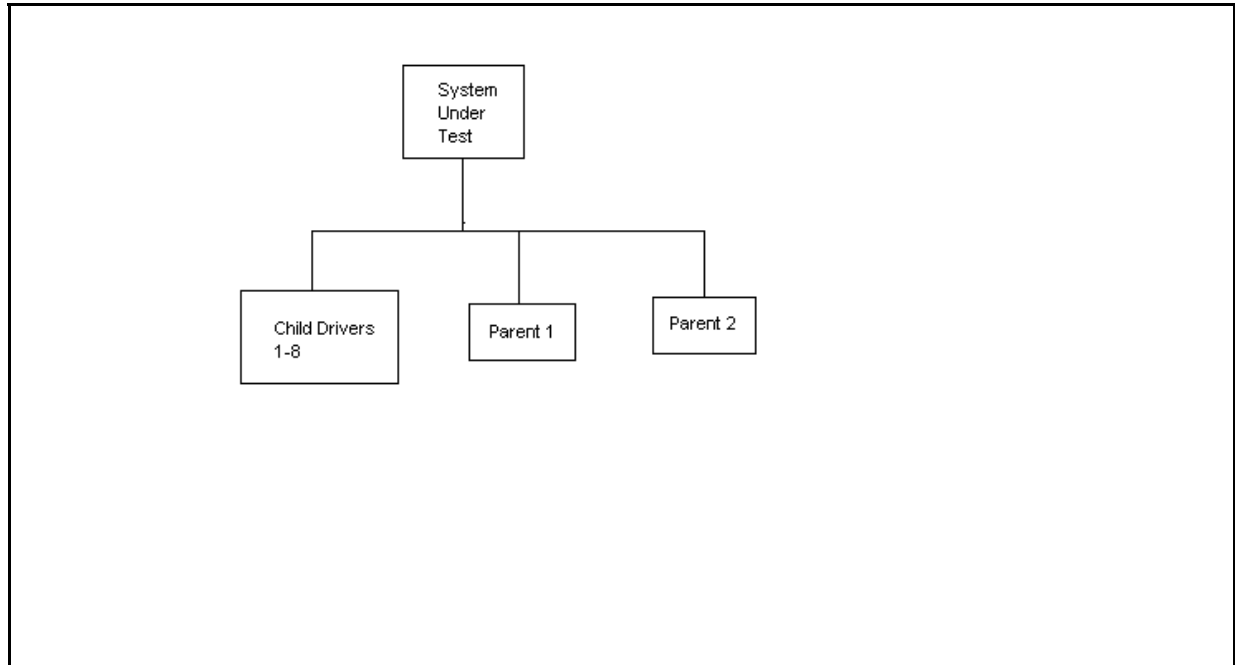 System
Under
Test
Child Drivers
1-8
Parent 1
Parent 2